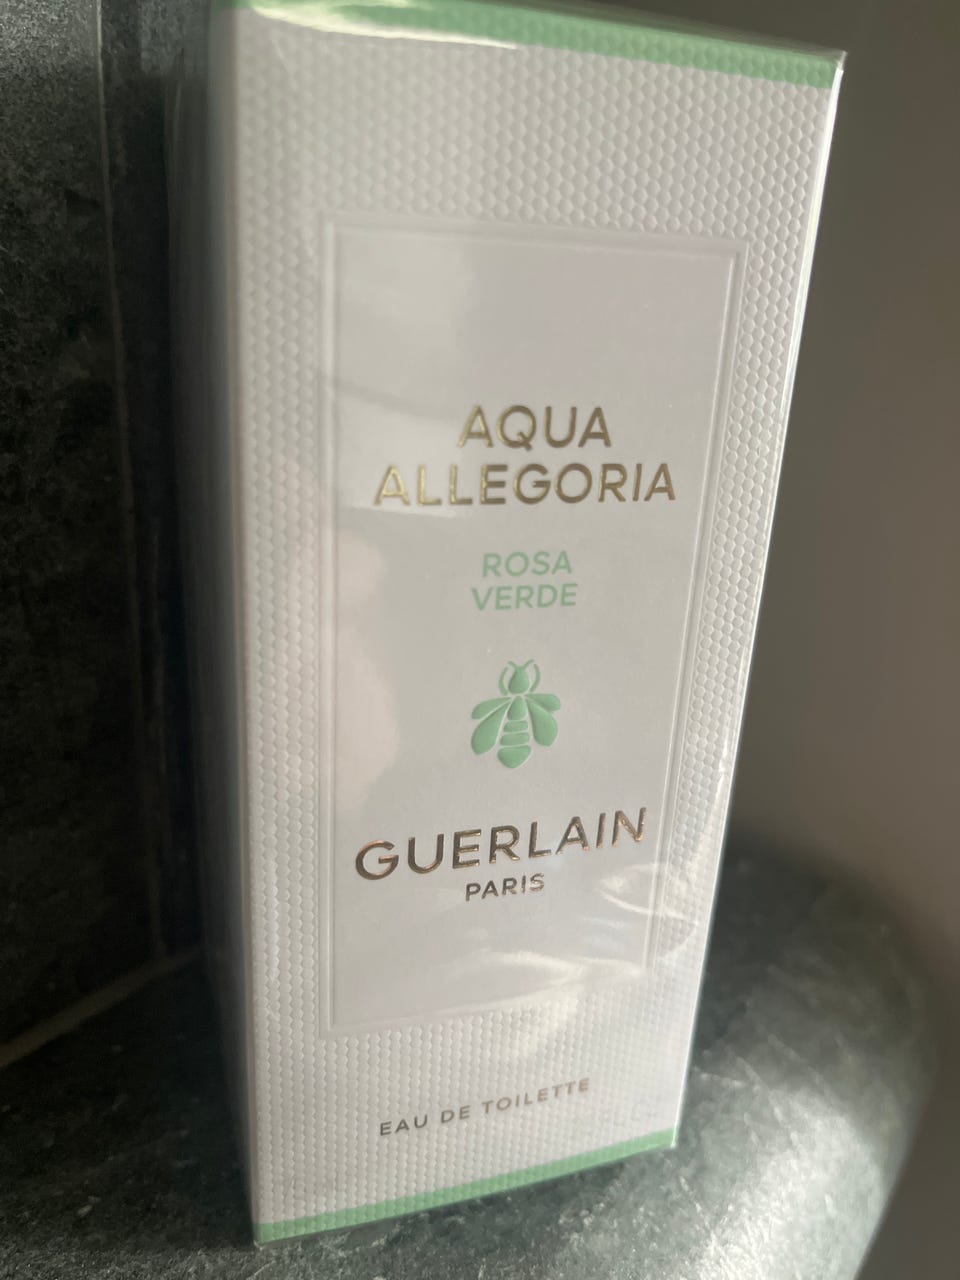 AQUA
ALLEGORIA
ROSA
VERDE
GUERLAIN
PARIS
EAU DE TOILETTE